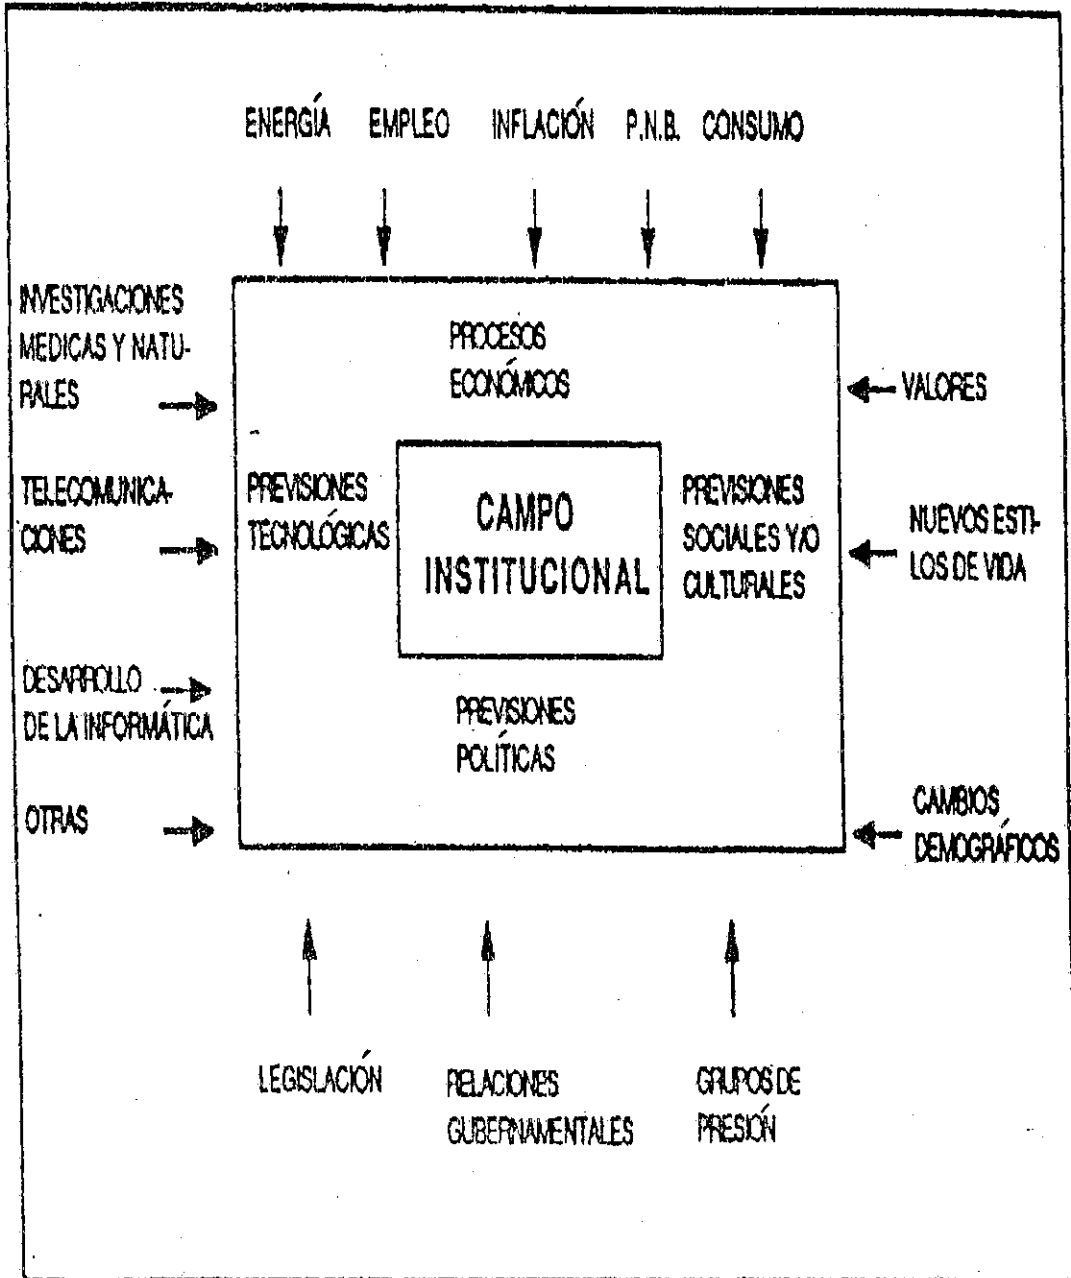 ENERGÍA EMPLEO INFLACIÓN P.N.B. CONSUMO
INVESTIGACIONES
MEDICAS Y NATU-
RALES
TELECOMUNICA-
CIONES
DESARROLLO
DE LA INFORMÁTICA
OTRAS
PROCESOS
ECONÓMICOS
PREVISIONES
TECNOLÓGICAS
CAMPO
INSTITUCIONAL
PREVISIONES
SOCIALES Y/O
CULTURALES
PREVISIONES
POLÍTICAS
VALORES
NUEVOS ESTI-
LOS DE VIDA
CAMBIOS
DEMOGRÁFICOS
LEGISLACIÓN
RELACIONES
GUBERNAMENTALES
GRUPOS DE
PRESIÓN